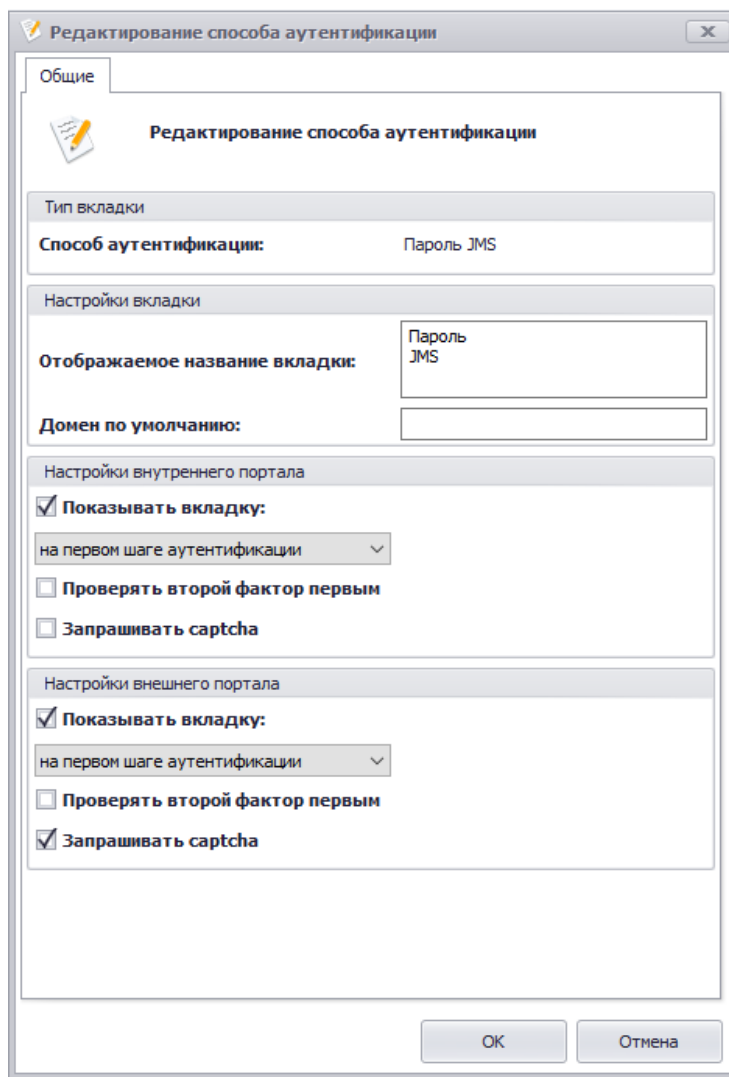 Редактирование способа аутентификации
Общие
Редактирование способа аутентификации
Тип вкладки
Способ аутентификации: Пароль JMS
Настройки вкладки
Отображаемое название вкладки:
Пароль
JMS
Домен по умолчанию:
Настройки внутреннего портала
Показывать вкладку:
на первом шаге аутентификации
Проверять второй фактор первым
Запрашивать captcha
Настройки внешнего портала
Показывать вкладку:
на первом шаге аутентификации
Проверять второй фактор первым
Запрашивать captcha
OK Отмена